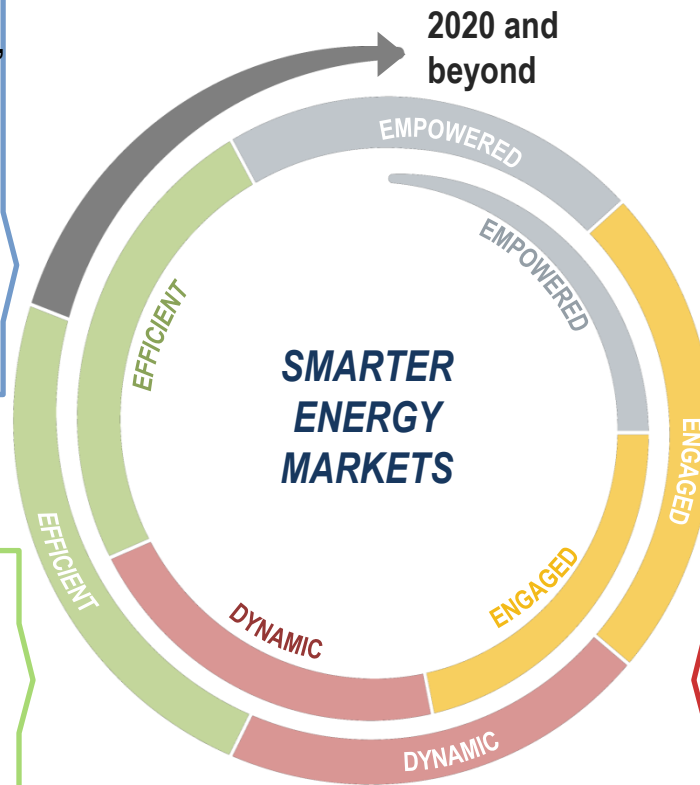 2020 and
beyond
EMPOWERED
EMPOWERED
EFFICIENT
SMARTER
ENERGY
MARKETS
ENGAGED
EFFICIENT
ENGAGED
DYNAMIC
DYNAMIC